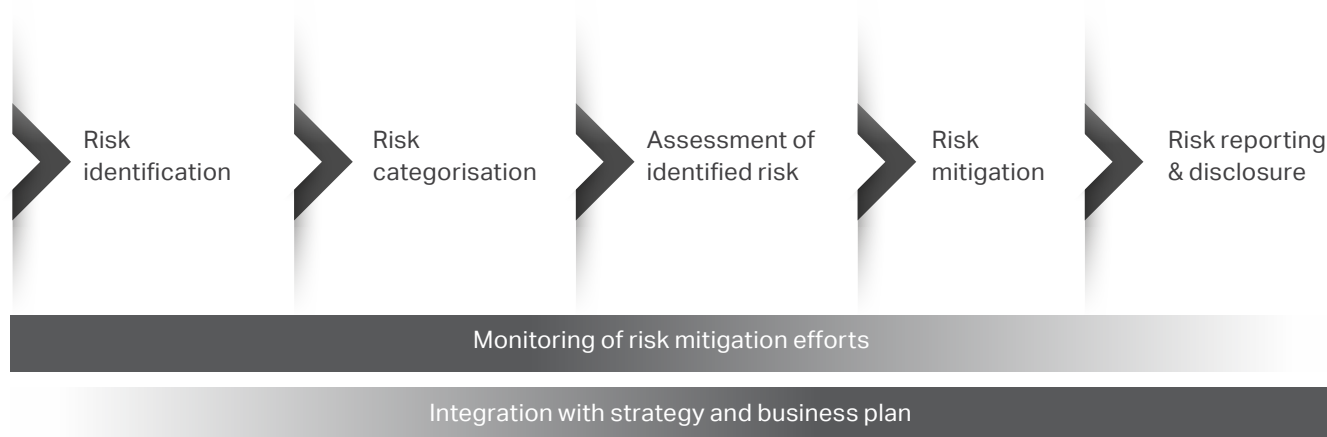 Risk
identification
Risk
categorisation
Assessment of
identified risk
Risk
mitigation
Risk reporting
& disclosure
Monitoring of risk mitigation efforts
Integration with strategy and business plan